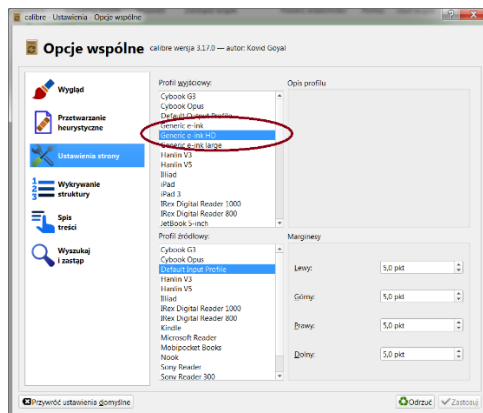 calibre - Ustawienia - Opcje wspólne
Opcje wspólne calibre wersja 3.17.0 — autor: Kovid Goyal
Wygląd
Przetwarzanie
heurystyczne
Ustawienia strony
Wykrywanie
struktury
Spis
treści
Wyszukaj
i zastąp
Profil wyjściowy:
Cybook G3
Cybook Opus
Default Output Profile
Generic e-ink
Generic e-ink HD
Generic e-ink large
Hanlin V3
Hanlin V5
Illiad
iPad
iPad 3
IRex Digital Reader 1000
IRex Digital Reader 800
JetBook 5-inch
Opis profilu
Profil źródłowy:
Cybook G3
Cybook Opus
Default Input Profile
Hanlin V3
Hanlin V5
Illiad
IRex Digital Reader 1000
IRex Digital Reader 800
Kindle
Microsoft Reader
Mobipocket Books
Nook
Sony Reader
Sony Reader 300
Marginesy
Lewy: 5,0 pkt
Górny: 5,0 pkt
Prawy: 5,0 pkt
Dolny: 5,0 pkt
Przywróć ustawienia domyślne
Odrzuć
Zastosuj